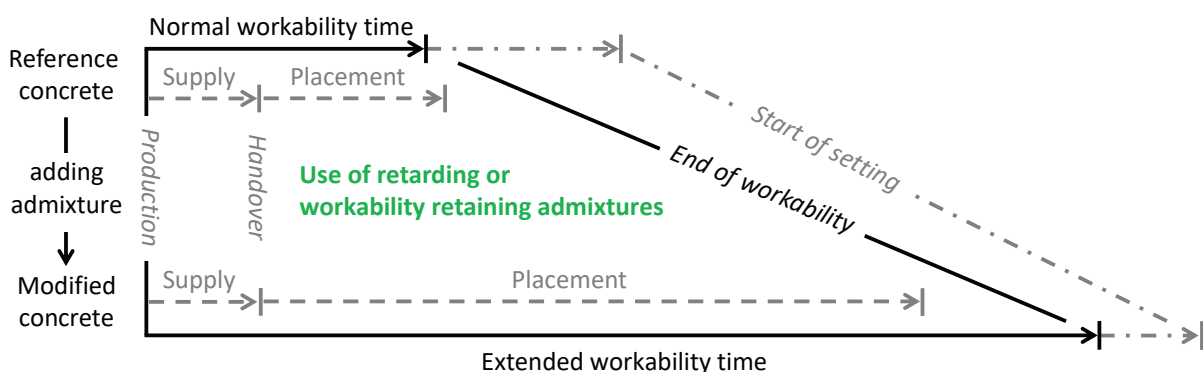 Normal workability time
Reference
concrete
Supply
Placement
Production
Handover
Start of setting
adding
admixture
Use of retarding or
workability retaining admixtures
End of workability
Modified
concrete
Supply
Placement
Extended workability time